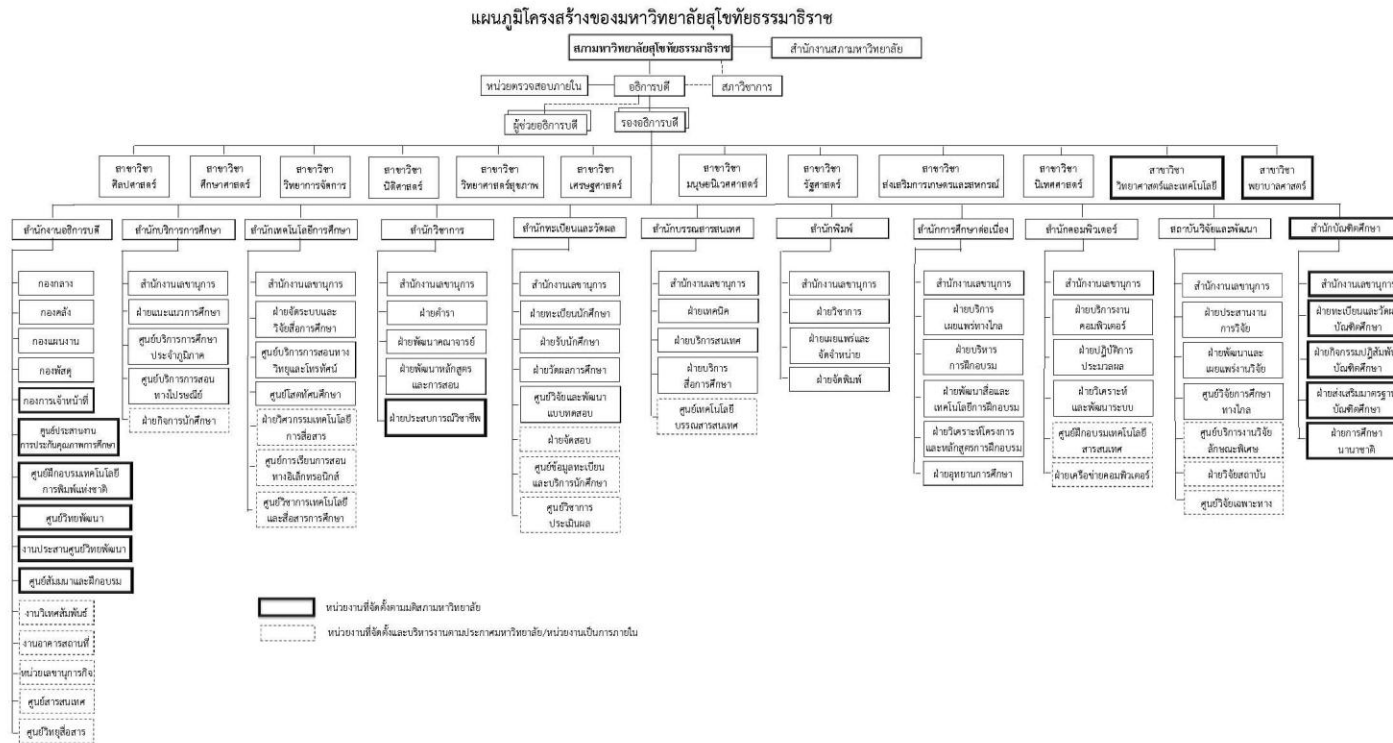 แผนภูมิโครงสร้างของมหาวิทยาลัยสุโขทัยธรรมาธิราช
สภามหาวิทยาลัยสุโขทัยธรรมาธิราช
สำนักงานสภามหาวิทยาลัย
หน่วยตรวจสอบภายใน
อธิการบดี
สภาวิชาการ
ผู้ช่วยอธิการบดี
รองอธิการบดี
สาขาวิชา
ศิลปศาสตร์
สาขาวิชา
ศึกษาศาสตร์
สาขาวิชา
วิทยาการจัดการ
สาขาวิชา
นิติศาสตร์
สาขาวิชา
วิทยาศาสตร์สุขภาพ
สาขาวิชา
เศรษฐศาสตร์
สาขาวิชา
มนุษยนิเวศศาสตร์
สาขาวิชา
รัฐศาสตร์
สาขาวิชา
ส่งเสริมการเกษตรและสหกรณ์
สาขาวิชา
นิเทศศาสตร์
สาขาวิชา
วิทยาศาสตร์และเทคโนโลยี
สาขาวิชา
พยาบาลศาสตร์
สำนักงานอธิการบดี
กองกลาง
กองคลัง
กองแผนงาน
กองพัสดุ
กองการเจ้าหน้าที่
ศูนย์ประสานงาน
การประกันคุณภาพการศึกษา
ศูนย์ฝึกอบรมเทคโนโลยี
การพิมพ์แห่งชาติ
ศูนย์วิทยพัฒนา
งานประสานศูนย์วิทยพัฒนา
ศูนย์สัมมนาและฝึกอบรม
งานวิเทศสัมพันธ์
งานอาคารสถานที่
หน่วยเลขานุการกิจ
ศูนย์สารสนเทศ
ศูนย์วิทยุสื่อสาร
สำนักบริการการศึกษา
สำนักงานเลขานุการ
ฝ่ายแนะแนวการศึกษา
ศูนย์บริการการศึกษา
ประจำภูมิภาค
ศูนย์บริการการสอน
ทางไปรษณีย์
ฝ่ายกิจการนักศึกษา
สำนักเทคโนโลยีการศึกษา
สำนักงานเลขานุการ
ฝ่ายจัดระบบและ
วิจัยสื่อการศึกษา
ศูนย์บริการการสอนทาง
วิทยุและโทรทัศน์
ศูนย์โสตทัศนศึกษา
ฝ่ายวิศวกรรมเทคโนโลยี
การสื่อสาร
ศูนย์การเรียนการสอน
ทางอิเล็กทรอนิกส์
ศูนย์วิชาการเทคโนโลยี
และสื่อสารการศึกษา
สำนักวิชาการ
สำนักงานเลขานุการ
ฝ่ายตำรา
ฝ่ายพัฒนาคณาจารย์
ฝ่ายพัฒนาหลักสูตร
และการสอน
ฝ่ายประสบการณ์วิชาชีพ
สำนักทะเบียนและวัดผล
สำนักงานเลขานุการ
ฝ่ายทะเบียนนักศึกษา
ฝ่ายรับนักศึกษา
ฝ่ายวัดผลการศึกษา
ศูนย์วิจัยและพัฒนา
แบบทดสอบ
ฝ่ายจัดสอบ
ศูนย์ข้อมูลทะเบียน
และบริการนักศึกษา
ศูนย์วิชาการ
ประเมินผล
สำนักบรรณสารสนเทศ
สำนักงานเลขานุการ
ฝ่ายเทคนิค
ฝ่ายบริการสนเทศ
ฝ่ายบริการ
สื่อการศึกษา
ศูนย์เทคโนโลยี
บรรณสารสนเทศ
สำนักพิมพ์
สำนักงานเลขานุการ
ฝ่ายวิชาการ
ฝ่ายเผยแพร่และ
จัดจำหน่าย
ฝ่ายจัดพิมพ์
สำนักการศึกษาต่อเนื่อง
สำนักงานเลขานุการ
ฝ่ายบริการ
เผยแพร่ทางไกล
ฝ่ายบริหาร
การฝึกอบรม
ฝ่ายพัฒนาสื่อและ
เทคโนโลยีการฝึกอบรม
ฝ่ายวิเคราะห์โครงการ
และหลักสูตรการฝึกอบรม
ฝ่ายอุทยานการศึกษา
สำนักคอมพิวเตอร์
สำนักงานเลขานุการ
ฝ่ายบริการงาน
คอมพิวเตอร์
ฝ่ายปฏิบัติการ
ประมวลผล
ฝ่ายวิเคราะห์
และพัฒนาระบบ
ศูนย์ฝึกอบรมเทคโนโลยี
สารสนเทศ
ฝ่ายเครือข่ายคอมพิวเตอร์
สถาบันวิจัยและพัฒนา
สำนักงานเลขานุการ
ฝ่ายประสานงาน
การวิจัย
ฝ่ายพัฒนาและ
เผยแพร่งานวิจัย
ศูนย์วิจัยการศึกษา
ทางไกล
ศูนย์บริการงานวิจัย
ลักษณะพิเศษ
ฝ่ายวิจัยสถาบัน
ศูนย์วิจัยเฉพาะทาง
สำนักบัณฑิตศึกษา
สำนักงานเลขานุการ
ฝ่ายทะเบียนและวัดผล
บัณฑิตศึกษา
ฝ่ายกิจกรรมปฏิสัมพันธ์
บัณฑิตศึกษา
ฝ่ายส่งเสริมมาตรฐาน
บัณฑิตศึกษา
ฝ่ายการศึกษา
นานาชาติ
หน่วยงานที่จัดตั้งตามมติสภามหาวิทยาลัย
หน่วยงานที่จัดตั้งและบริหารงานตามประกาศมหาวิทยาลัย/หน่วยงานเป็นการภายใน